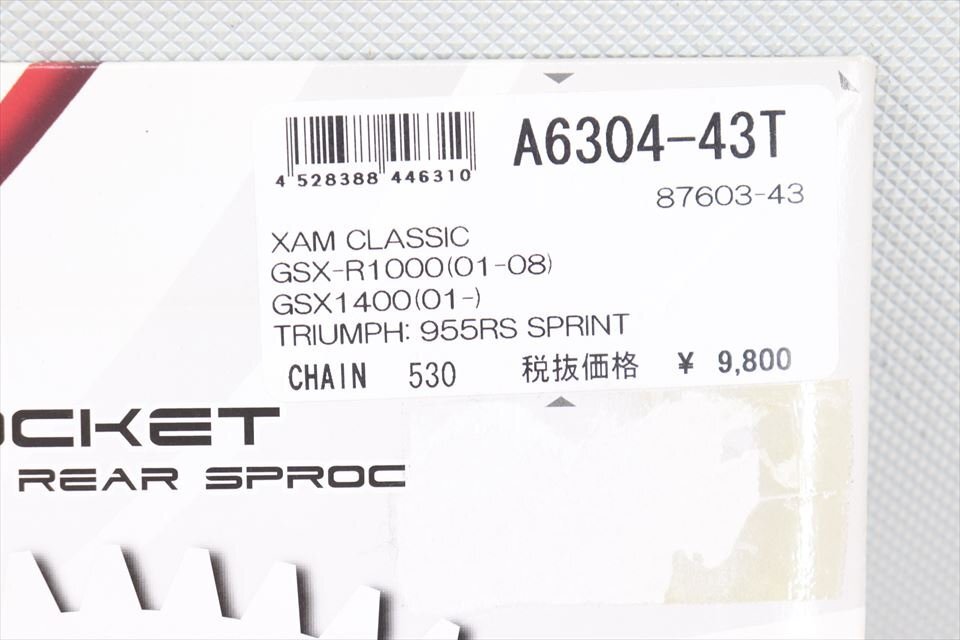 A6304-43T
4 528388 446310
87603-43
XAM CLASSIC
GSX-R1000(01-08)
GSX1400(01-)
TRIUMPH: 955RS SPRINT
CHAIN 530 税抜価格 ¥ 9,800
OCKET
REAR SPROC